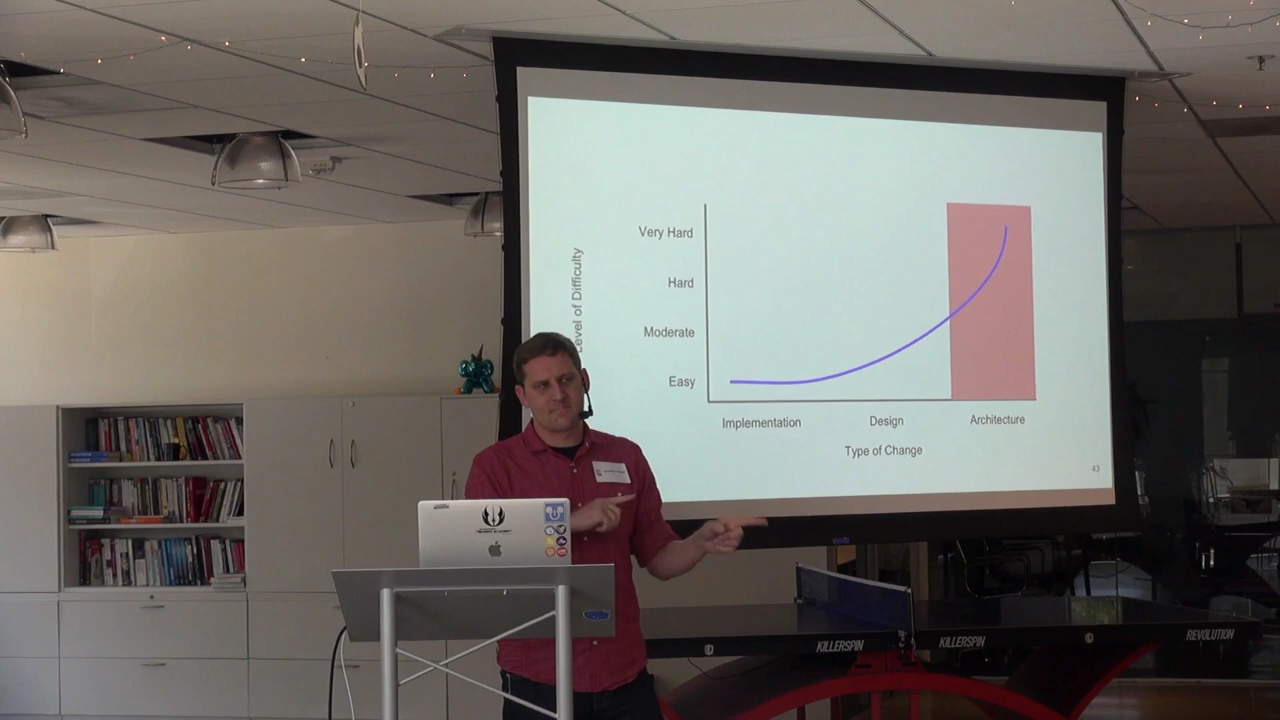 Very Hard
Hard
Moderate
Easy
Level of Difficulty
Implementation
Design
Architecture
Type of Change
43
KILLERSPIN
KILLERSPIN
REVOLUTION